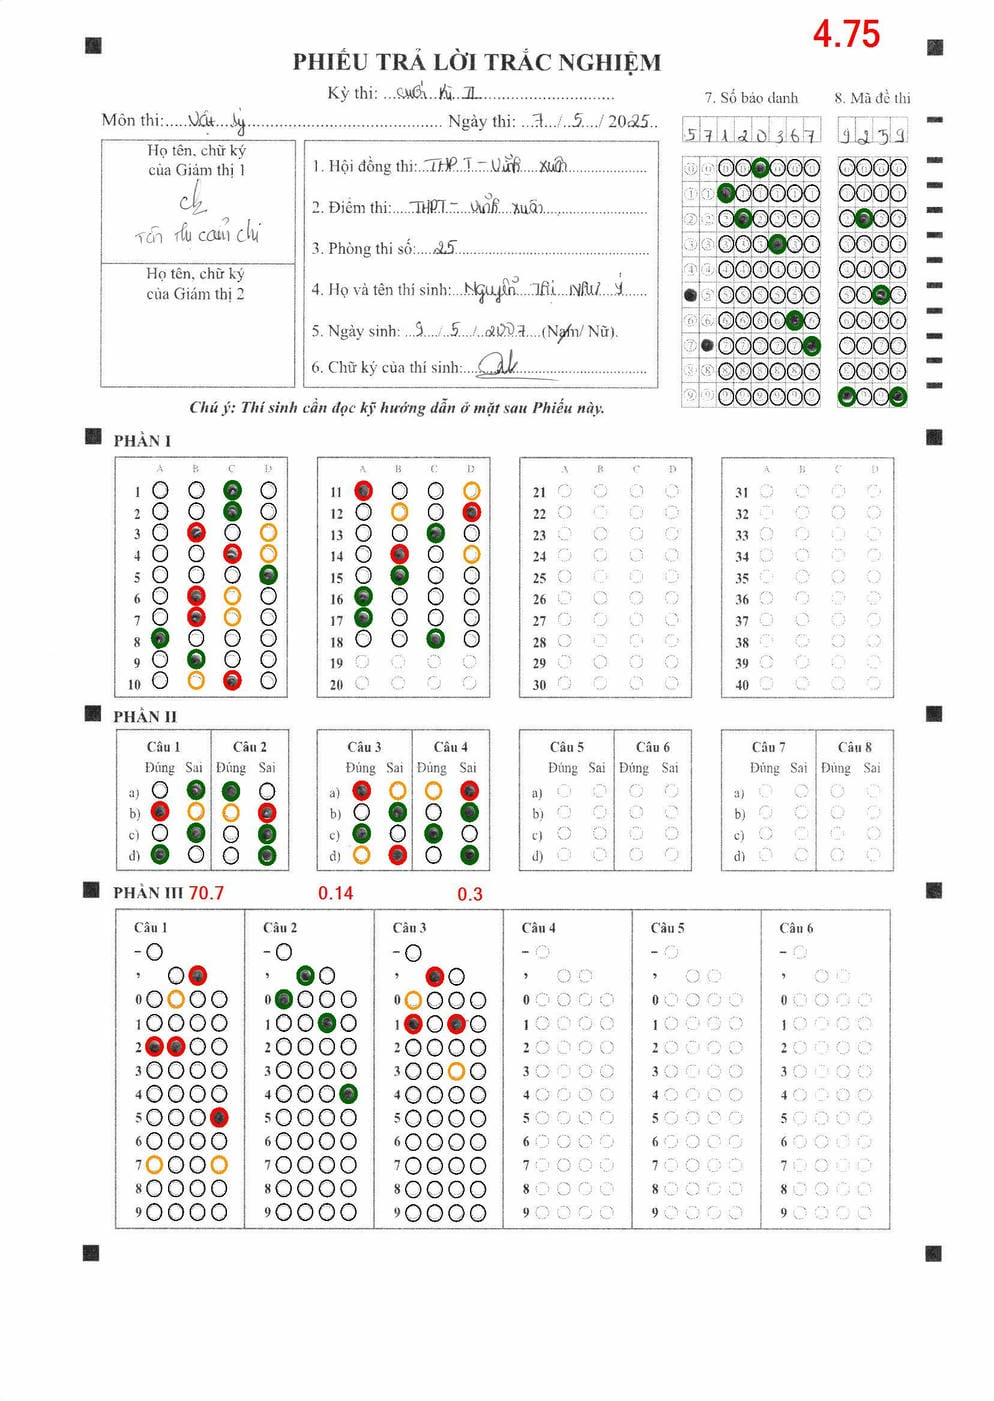 4.75
PHIẾU TRẢ LỜI TRẮC NGHIỆM
Kỳ thi: cuối Kì II
Môn thi: Vật lý Ngày thi: 7/5/2025
7. Số báo danh 8. Mã đề thi
57120367 9259
Họ tên, chữ ký
của Giám thị 1
Họ tên, chữ ký
của Giám thị 2
1. Hội đồng thi: THPT - Vĩnh Xuân
2. Điểm thi: THPT - Vĩnh Xuân
3. Phòng thi số: 25
4. Họ và tên thí sinh: Nguyễn Thị Như Ý
5. Ngày sinh: 9/5/2007 (Nam/ Nữ).
6. Chữ ký của thí sinh:
Chú ý: Thí sinh cần đọc kỹ hướng dẫn ở mặt sau Phiếu này.
PHẦN I
A B C D A B C D A B C D A B C D
1 11 21 31
2 12 22 32
3 13 23 33
4 14 24 34
5 15 25 35
6 16 26 36
7 17 27 37
8 18 28 38
9 19 29 39
10 20 30 40
PHẦN II
Câu 1 Câu 2 Câu 3 Câu 4 Câu 5 Câu 6 Câu 7 Câu 8
Đúng Sai Đúng Sai Đúng Sai Đúng Sai Đúng Sai Đúng Sai Đúng Sai Đúng Sai
a) a) a) a)
b) b) b) b)
c) c) c) c)
d) d) d) d)
PHẦN III 70.7 0.14 0.3
Câu 1 Câu 2 Câu 3 Câu 4 Câu 5 Câu 6
- - - - - -
, , , , , ,
0 0 0 0 0 0
1 1 1 1 1 1
2 2 2 2 2 2
3 3 3 3 3 3
4 4 4 4 4 4
5 5 5 5 5 5
6 6 6 6 6 6
7 7 7 7 7 7
8 8 8 8 8 8
9 9 9 9 9 9